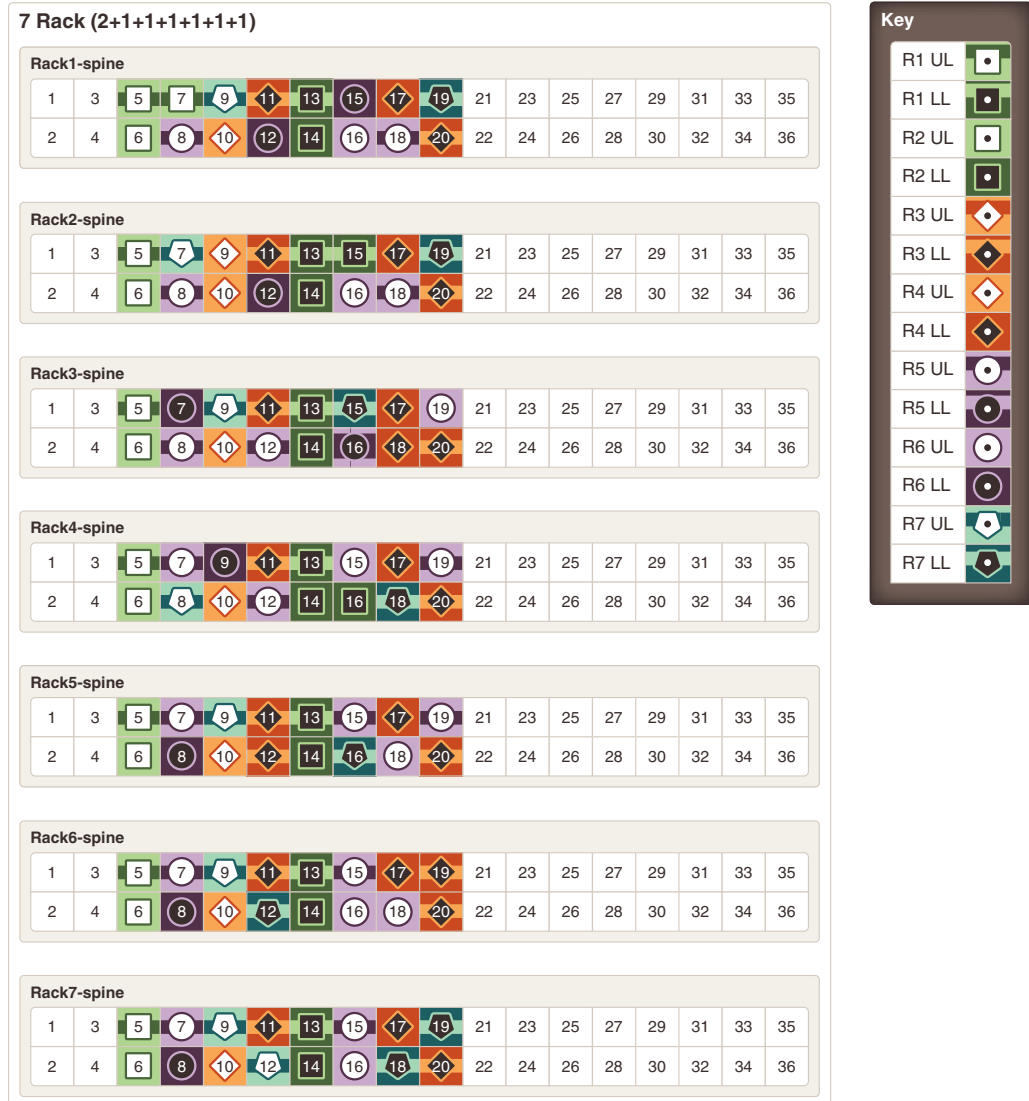 7 Rack (2+1+1+1+1+1+1)
Rack1-spine
1 3 5 7 9 11 13 15 17 19 21 23 25 27 29 31 33 35
2 4 6 8 10 12 14 16 18 20 22 24 26 28 30 32 34 36
Rack2-spine
1 3 5 7 9 11 13 15 17 19 21 23 25 27 29 31 33 35
2 4 6 8 10 12 14 16 18 20 22 24 26 28 30 32 34 36
Rack3-spine
1 3 5 7 9 11 13 15 17 19 21 23 25 27 29 31 33 35
2 4 6 8 10 12 14 16 18 20 22 24 26 28 30 32 34 36
Rack4-spine
1 3 5 7 9 11 13 15 17 19 21 23 25 27 29 31 33 35
2 4 6 8 10 12 14 16 18 20 22 24 26 28 30 32 34 36
Rack5-spine
1 3 5 7 9 11 13 15 17 19 21 23 25 27 29 31 33 35
2 4 6 8 10 12 14 16 18 20 22 24 26 28 30 32 34 36
Rack6-spine
1 3 5 7 9 11 13 15 17 19 21 23 25 27 29 31 33 35
2 4 6 8 10 12 14 16 18 20 22 24 26 28 30 32 34 36
Rack7-spine
1 3 5 7 9 11 13 15 17 19 21 23 25 27 29 31 33 35
2 4 6 8 10 12 14 16 18 20 22 24 26 28 30 32 34 36
Key
R1 UL
R1 LL
R2 UL
R2 LL
R3 UL
R3 LL
R4 UL
R4 LL
R5 UL
R5 LL
R6 UL
R6 LL
R7 UL
R7 LL